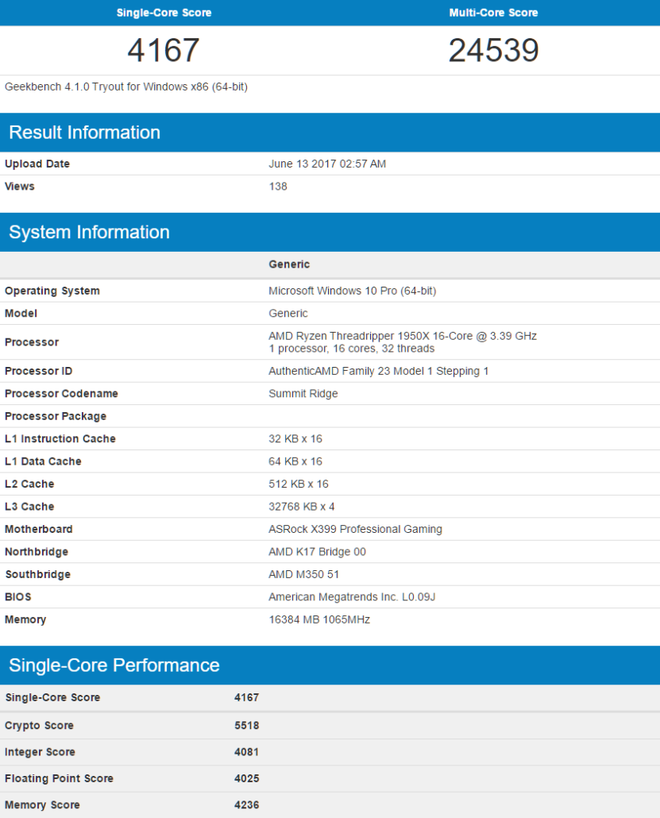 Single-Core Score Multi-Core Score
4167 24539
Geekbench 4.1.0 Tryout for Windows x86 (64-bit)
Result Information
Upload Date June 13 2017 02:57 AM
Views 138
System Information
Generic
Operating System Microsoft Windows 10 Pro (64-bit)
Model Generic
Processor AMD Ryzen Threadripper 1950X 16-Core @ 3.39 GHz
1 processor, 16 cores, 32 threads
Processor ID AuthenticAMD Family 23 Model 1 Stepping 1
Processor Codename Summit Ridge
Processor Package
L1 Instruction Cache 32 KB x 16
L1 Data Cache 64 KB x 16
L2 Cache 512 KB x 16
L3 Cache 32768 KB x 4
Motherboard ASRock X399 Professional Gaming
Northbridge AMD K17 Bridge 00
Southbridge AMD M350 51
BIOS American Megatrends Inc. L0.09J
Memory 16384 MB 1065MHz
Single-Core Performance
Single-Core Score 4167
Crypto Score 5518
Integer Score 4081
Floating Point Score 4025
Memory Score 4236